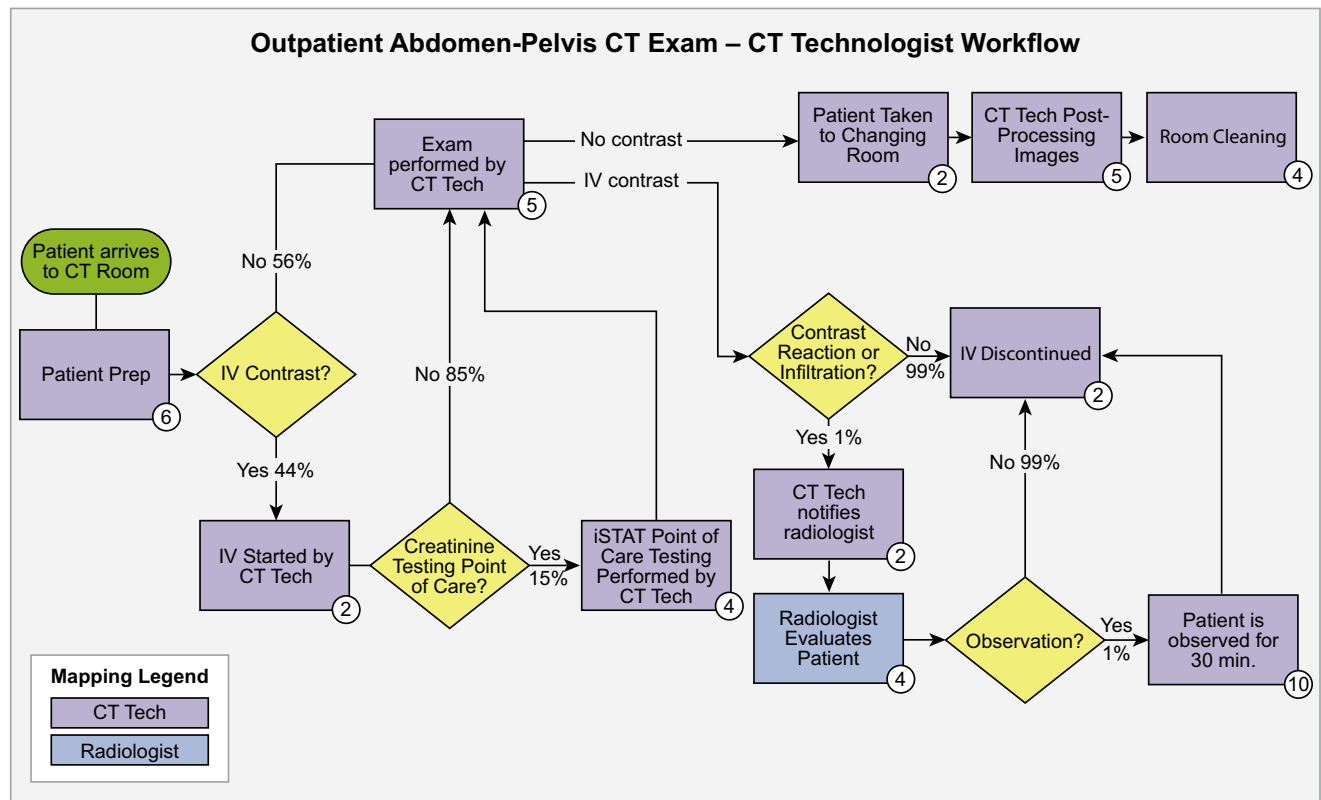 Outpatient Abdomen-Pelvis CT Exam – CT Technologist Workflow
Patient arrives
to CT Room
Patient Prep
6
IV Contrast?
No 56%
Yes 44%
IV Started by
CT Tech
2
Creatinine
Testing Point
of Care?
No 85%
Yes
15%
iSTAT Point of
Care Testing
Performed by
CT Tech
4
Exam
performed by
CT Tech
5
No contrast
IV contrast
Patient Taken
to Changing
Room
2
CT Tech Post-
Processing
Images
5
Room Cleaning
4
Contrast
Reaction or
Infiltration?
No
99%
IV Discontinued
2
Yes 1%
CT Tech
notifies
radiologist
2
Radiologist
Evaluates
Patient
4
Observation?
No 99%
Yes
1%
Patient is
observed for
30 min.
10
Mapping Legend
CT Tech
Radiologist